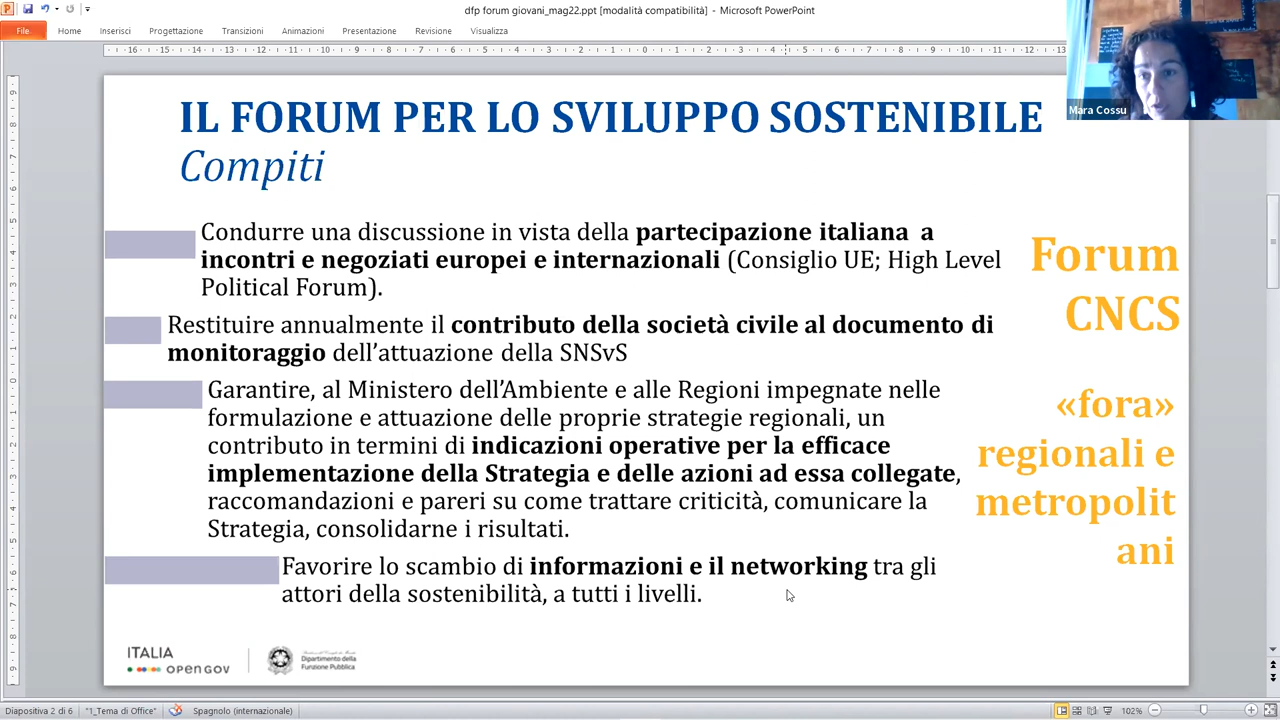 dfp forum giovani_mag22.ppt [modalità compatibilità] - Microsoft PowerPoint
File
Home
Inserisci
Progettazione
Transizioni
Animazioni
Presentazione
Revisione
Visualizza
Mara Cossu
IL FORUM PER LO SVILUPPO SOSTENIBILE
Compiti
Condurre una discussione in vista della partecipazione italiana a
incontri e negoziati europei e internazionali (Consiglio UE; High Level
Political Forum).
Restituire annualmente il contributo della società civile al documento di
monitoraggio dell'attuazione della SNSvS
Garantire, al Ministero dell'Ambiente e alle Regioni impegnate nelle
formulazione e attuazione delle proprie strategie regionali, un
contributo in termini di indicazioni operative per la efficace
implementazione della Strategia e delle azioni ad essa collegate,
raccomandazioni e pareri su come trattare criticità, comunicare la
Strategia, consolidarne i risultati.
Favorire lo scambio di informazioni e il networking tra gli
attori della sostenibilità, a tutti i livelli.
Forum
CNCS
«fora»
regionali e
metropolit
ani
ITALIA
OPENGOV
Dipartimento della
Funzione Pubblica
Diapositiva 2 di 6
"1_Tema di Office"
Spagnolo (internazionale)
102%